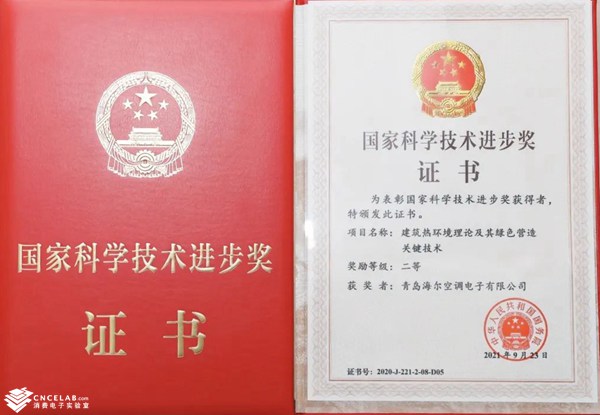 国家科学技术进步奖
证书
CNCELAB.com
消费电子实验室
国家科学技术进步奖
证书
为表彰国家科学技术进步奖获得者，
特颁发此证书。
项目名称：建筑热环境理论及其绿色营造
关键技术
奖励等级：二等
获奖者：青岛海尔空调电子有限公司
中华人民共和国国务院
2021年9月23日
证书号：2020-J-221-2-08-D05